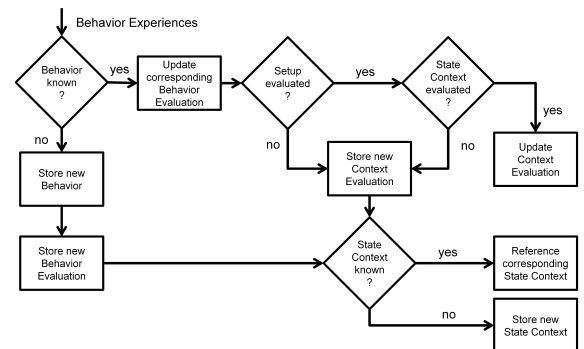 Behavior Experiences
Behavior
known
?
yes
Update
corresponding
Behavior
Evaluation
Setup
evaluated
?
yes
State
Context
evaluated
?
yes
no
no
no
Store new
Behavior
Store new
Context
Evaluation
Update
Context
Evaluation
Store new
Behavior
Evaluation
State
Context
known
?
yes
Reference
corresponding
State Context
no
Store new
State Context